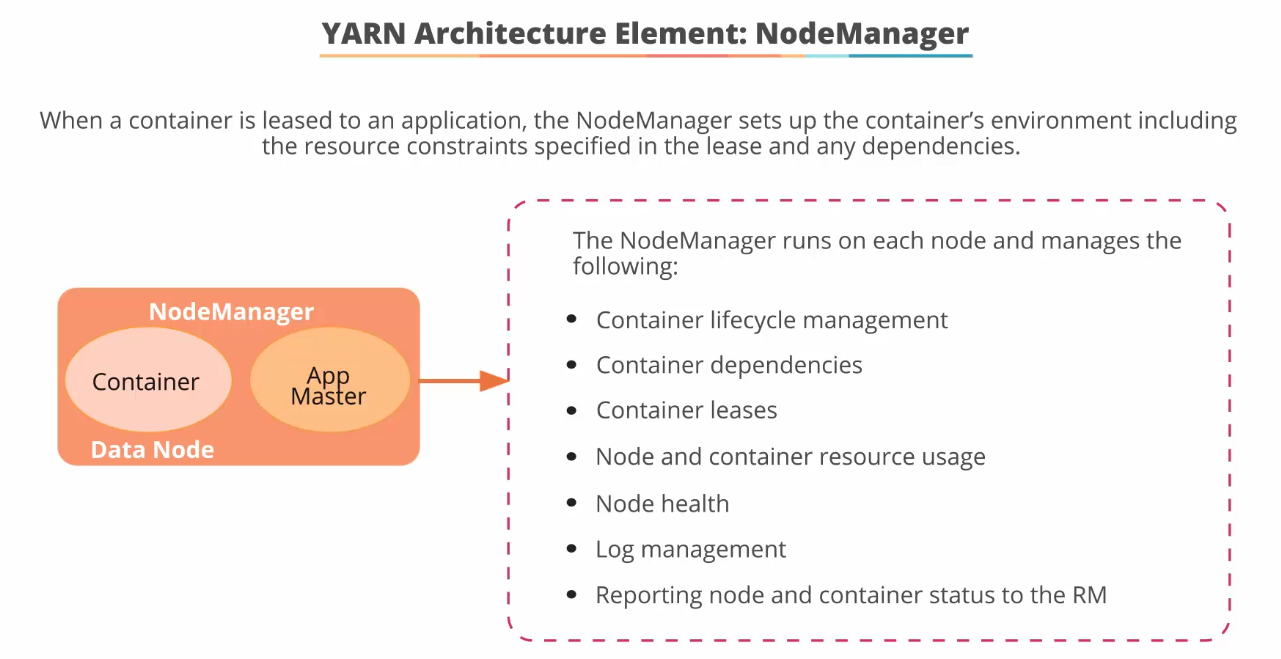 YARN Architecture Element: NodeManager
When a container is leased to an application, the NodeManager sets up the container’s environment including
the resource constraints specified in the lease and any dependencies.
NodeManager
Container
App
Master
Data Node
The NodeManager runs on each node and manages the
following:
• Container lifecycle management
• Container dependencies
• Container leases
• Node and container resource usage
• Node health
• Log management
• Reporting node and container status to the RM